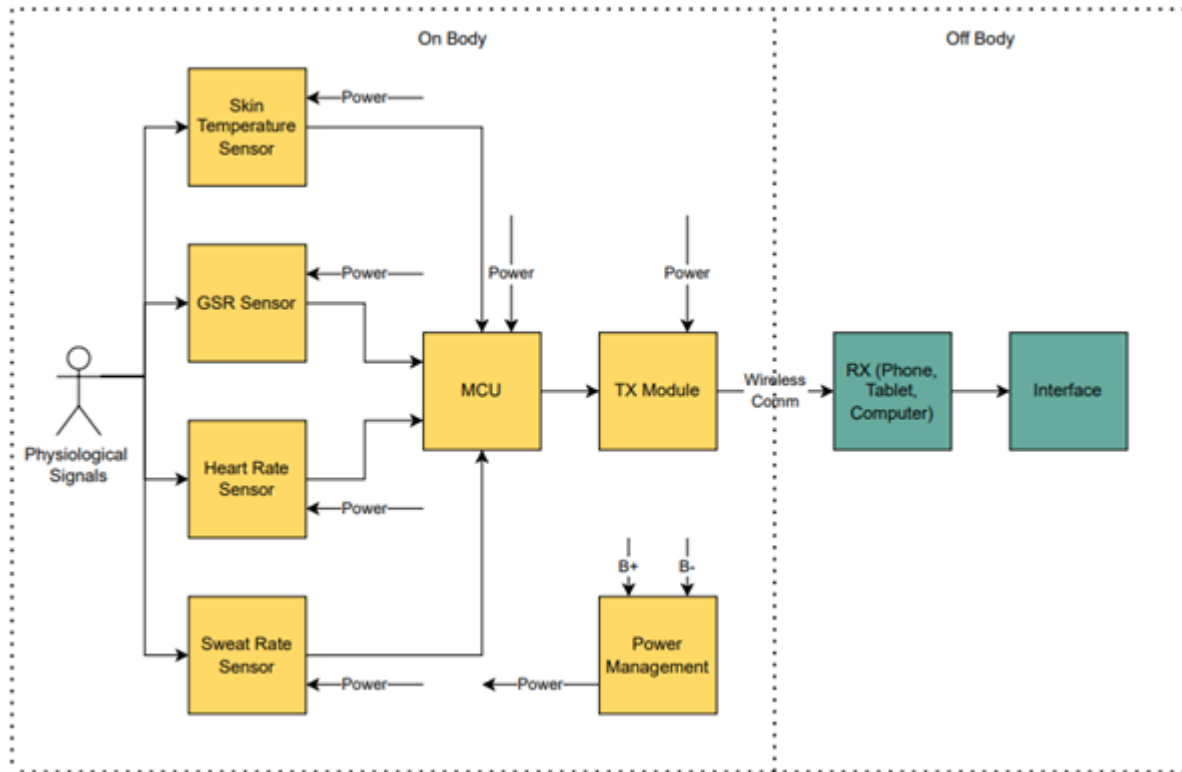 On Body
Off Body
Skin
Temperature
Sensor
Power
GSR Sensor
Power
Power
Power
Physiological
Signals
MCU
TX Module
Wireless
Comm
RX (Phone,
Tablet,
Computer)
Interface
Heart Rate
Sensor
Power
B+
B-
Sweat Rate
Sensor
Power
Power
Management
Power